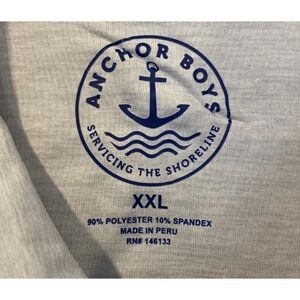 ANCHOR BOYS
SERVICING THE SHORELINE
XXL
90% POLYESTER 10% SPANDEX
MADE IN PERU
RN# 146133